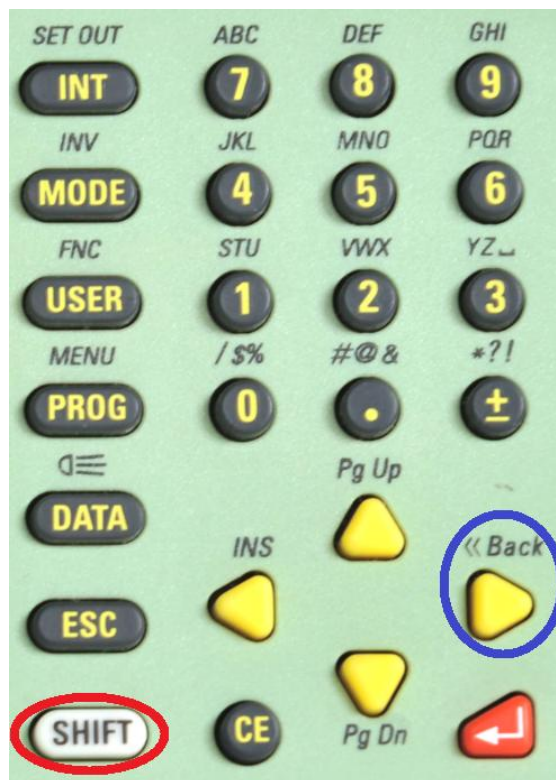 SET OUT ABC DEF GHI
INT 7 8 9
INV JKL MNO PQR
MODE 4 5 6
FNC STU VWX YZ⎵
USER 1 2 3
MENU / $% #@& *?!
PROG 0 . ±
Pg Up
DATA
INS « Back
ESC
SHIFT CE Pg Dn